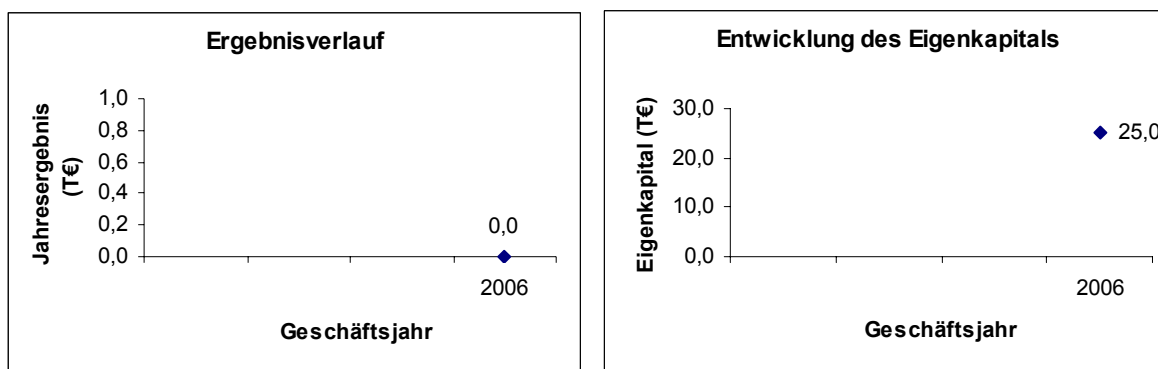 Ergebnisverlauf
Jahresergebnis
(T€)
1,0
0,8
0,6
0,4
0,2
0,0
0,0
2006
Geschäftsjahr
Entwicklung des Eigenkapitals
Eigenkapital (T€)
30,0
20,0
10,0
0,0
25,0
2006
Geschäftsjahr